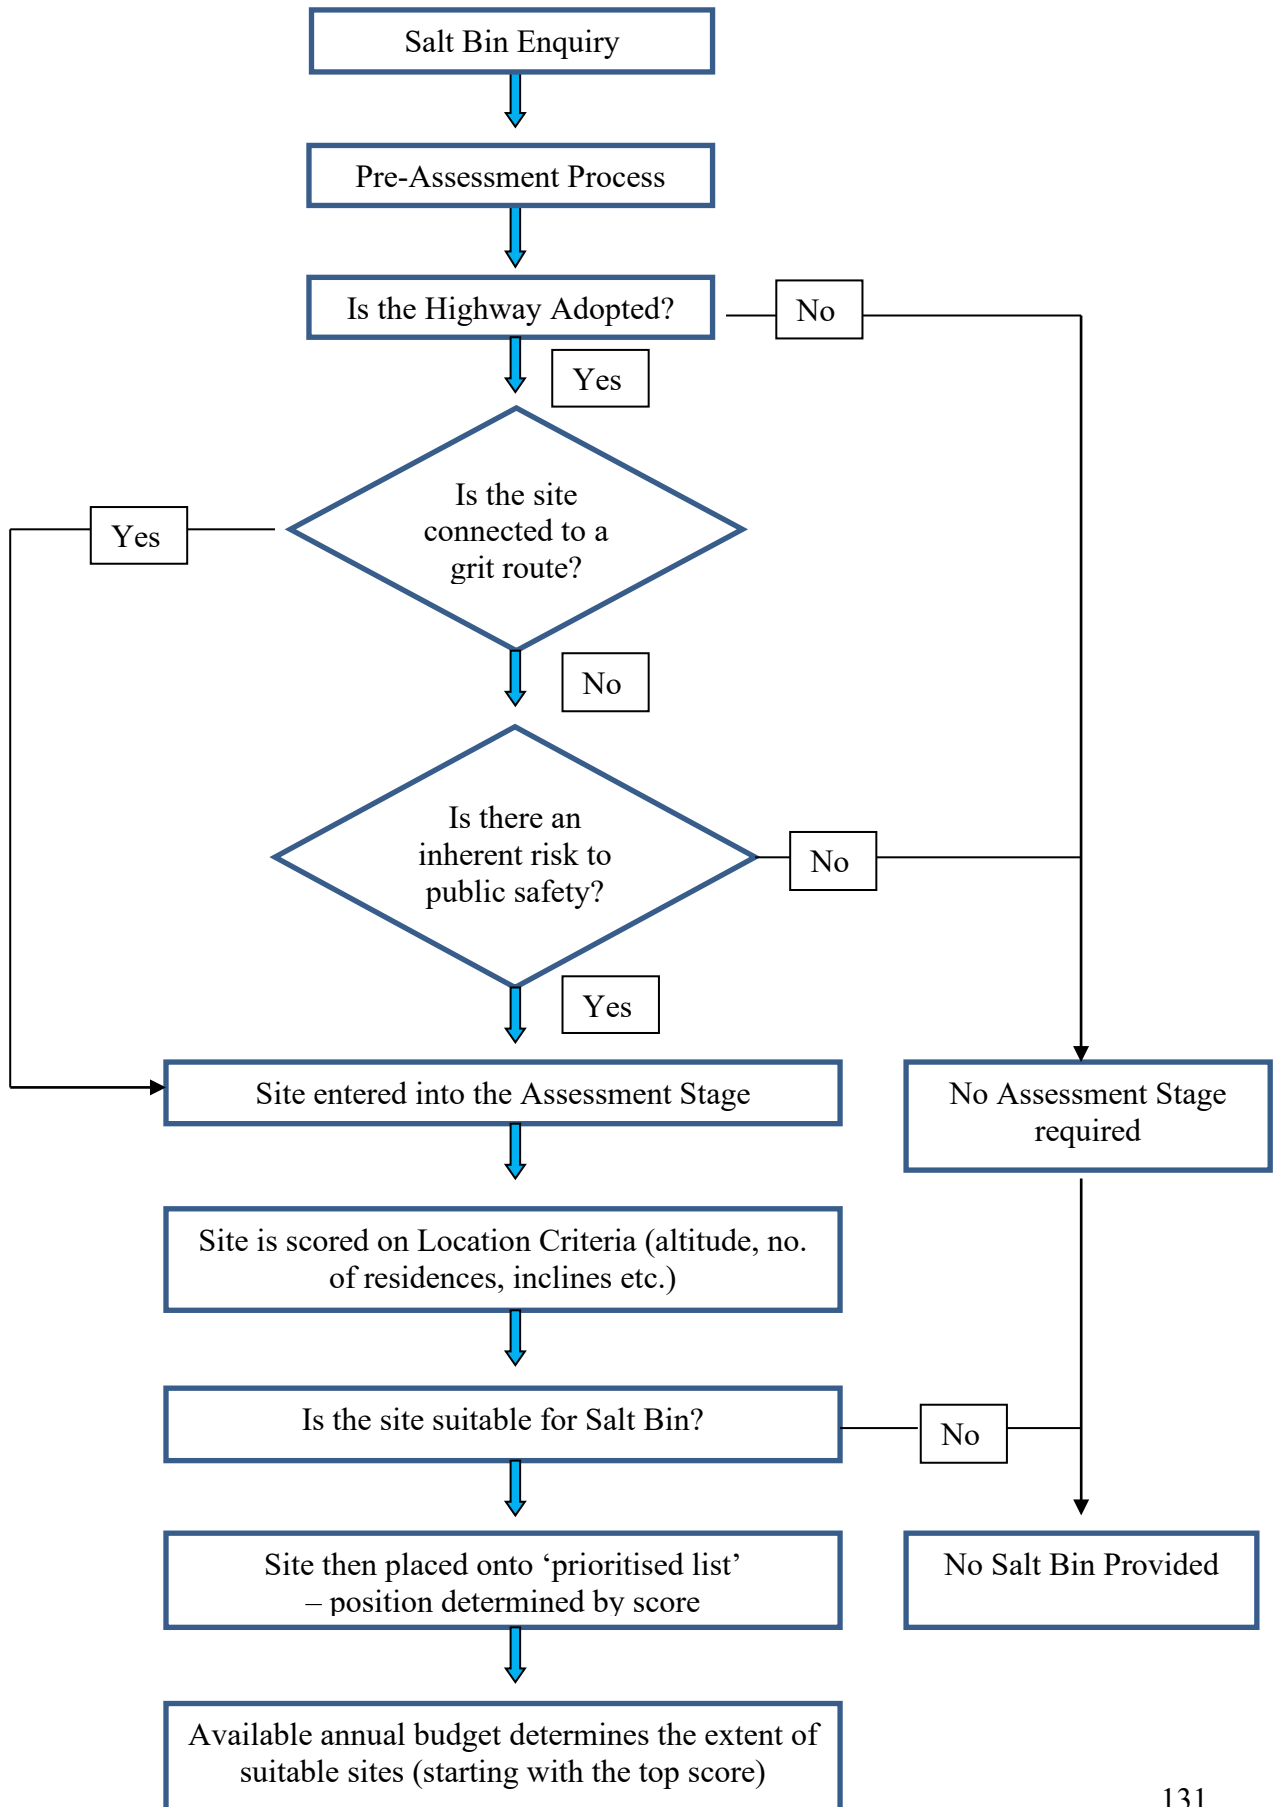 Salt Bin Enquiry
Pre-Assessment Process
Is the Highway Adopted?
No
Yes
Is the site
connected to a
grit route?
Yes
No
Is there an
inherent risk to
public safety?
No
Yes
Site entered into the Assessment Stage
No Assessment Stage
required
Site is scored on Location Criteria (altitude, no.
of residences, inclines etc.)
Is the site suitable for Salt Bin?
No
Site then placed onto ‘prioritised list’
– position determined by score
No Salt Bin Provided
Available annual budget determines the extent of
suitable sites (starting with the top score)
131